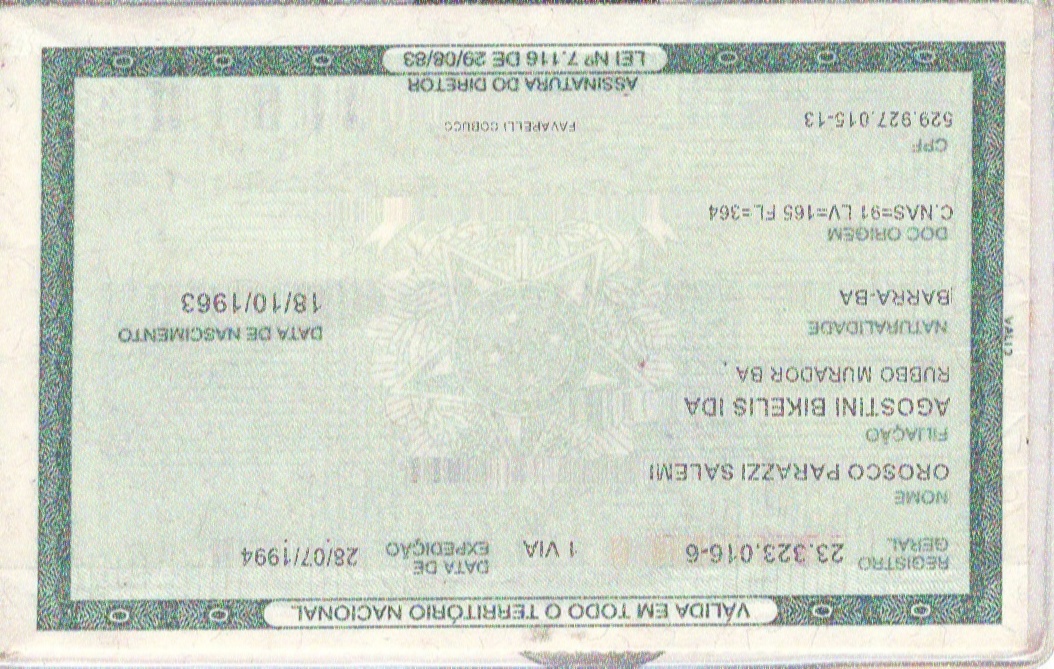 VÁLIDA EM TODO O TERRITÓRIO NACIONAL
REGISTRO GERAL 23.323.016-6 1 VIA DATA DE EXPEDIÇÃO 28/07/1994
NOME
OROSCO PARAZZI SALEMI
FILIAÇÃO
AGOSTINI BIKELIS IDA
RUBBO MURADOR BA
NATURALIDADE
BARRA-BA
DATA DE NASCIMENTO
18/10/1963
DOC ORIGEM
C.NAS=91 LV=165 FL=364
CPF
529.927.015-13
FAVARELLI COBUCC
ASSINATURA DO DIRETOR
LEI Nº 7.116 DE 29/08/83